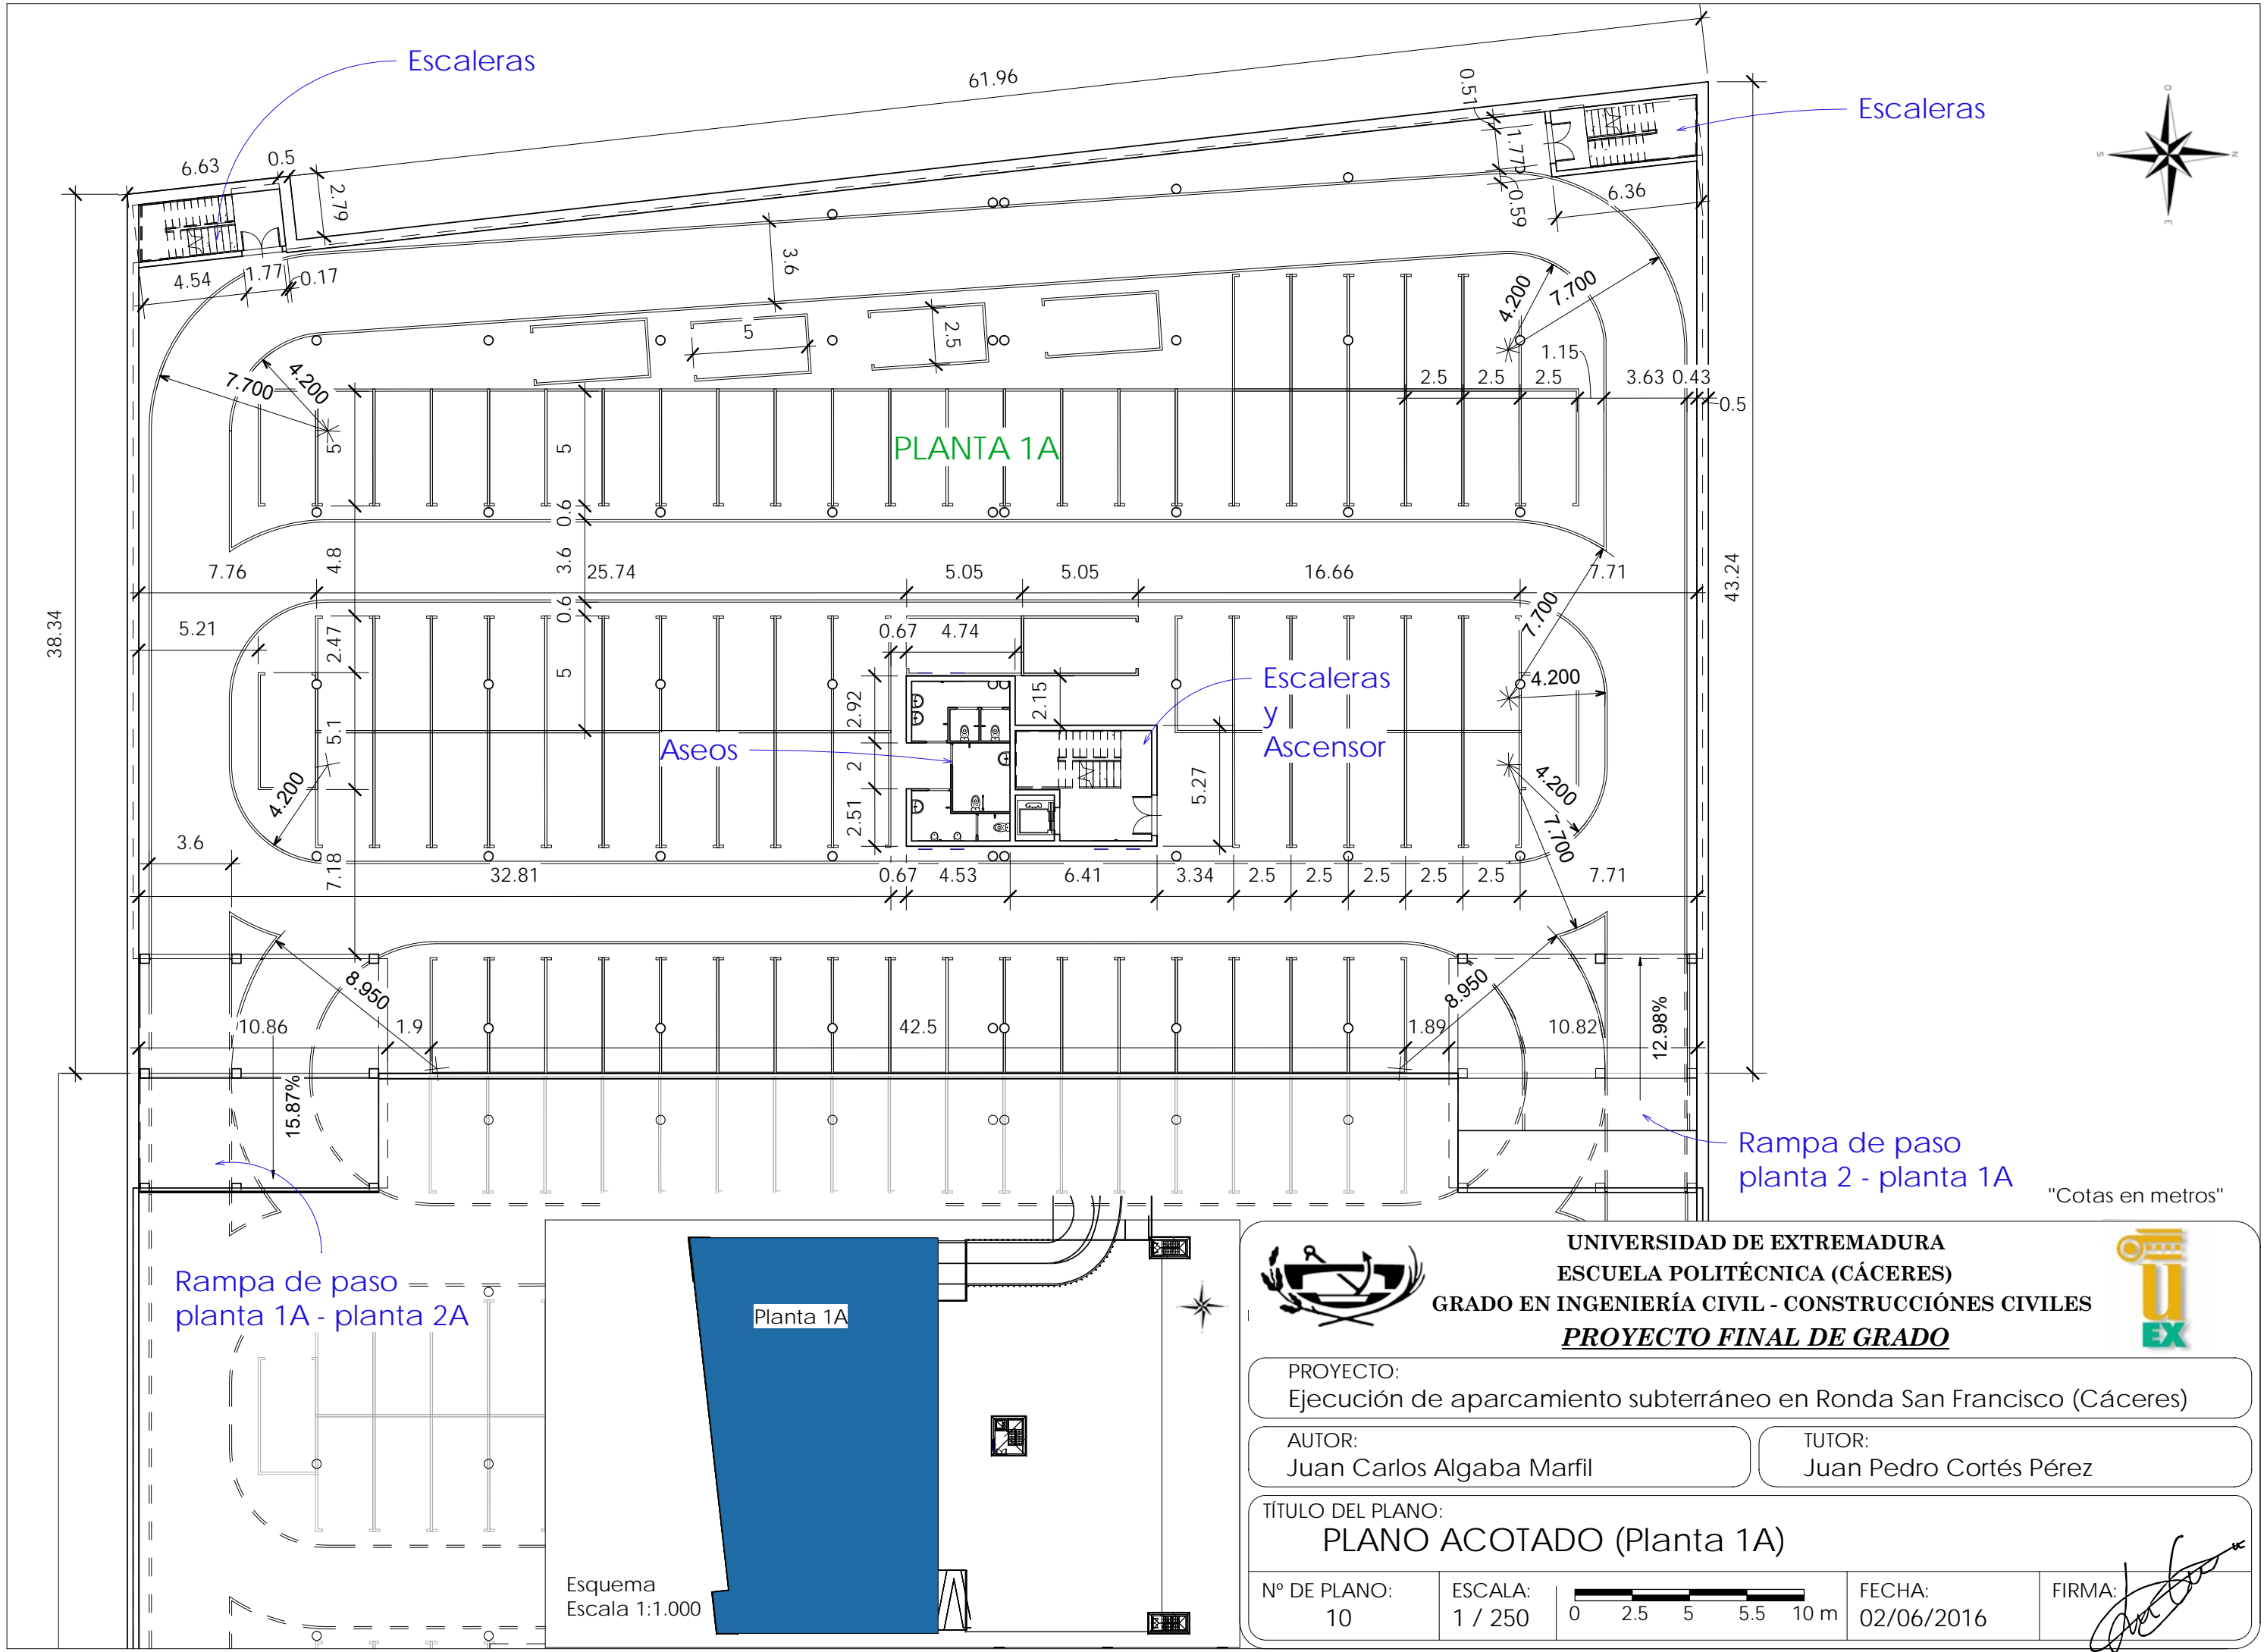 Escaleras
61.96
0.51
Escaleras
6.63
0.5
2.79
1.77
0.59
6.36
O
S
N
E
4.54
1.77
0.17
3.6
4.200
7.700
5
2.5
1.15
7.700
4.200
2.5
2.5
2.5
3.63
0.43
0.5
5
5
PLANTA 1A
0.6
4.8
3.6
7.76
25.74
5.05
5.05
16.66
7.71
43.24
38.34
0.6
7.700
5.21
2.47
0.67
4.74
5
4.200
Escaleras
y
Ascensor
2.92
2.15
5.1
Aseos
2
5.27
4.200
4.200
2.51
7.700
3.6
7.18
32.81
0.67
4.53
6.41
3.34
2.5
2.5
2.5
2.5
2.5
7.71
8.950
8.950
10.86
1.9
42.5
1.89
10.82
12.98%
15.87%
Rampa de paso
planta 2 - planta 1A
"Cotas en metros"
Rampa de paso
planta 1A - planta 2A
Planta 1A
Esquema
Escala 1:1.000
UNIVERSIDAD DE EXTREMADURA
ESCUELA POLITÉCNICA (CÁCERES)
GRADO EN INGENIERÍA CIVIL - CONSTRUCCIÓNES CIVILES
PROYECTO FINAL DE GRADO
U
EX
PROYECTO:
Ejecución de aparcamiento subterráneo en Ronda San Francisco (Cáceres)
AUTOR:
Juan Carlos Algaba Marfil
TUTOR:
Juan Pedro Cortés Pérez
TÍTULO DEL PLANO:
PLANO ACOTADO (Planta 1A)
Nº DE PLANO:
10
ESCALA:
1 / 250
0 2.5 5 5.5 10 m
FECHA:
02/06/2016
FIRMA: